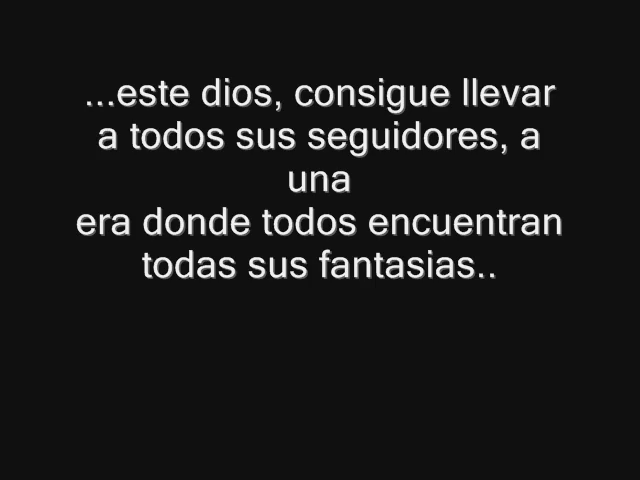 ...este dios, consigue llevar
a todos sus seguidores, a
una
era donde todos encuentran
todas sus fantasias..